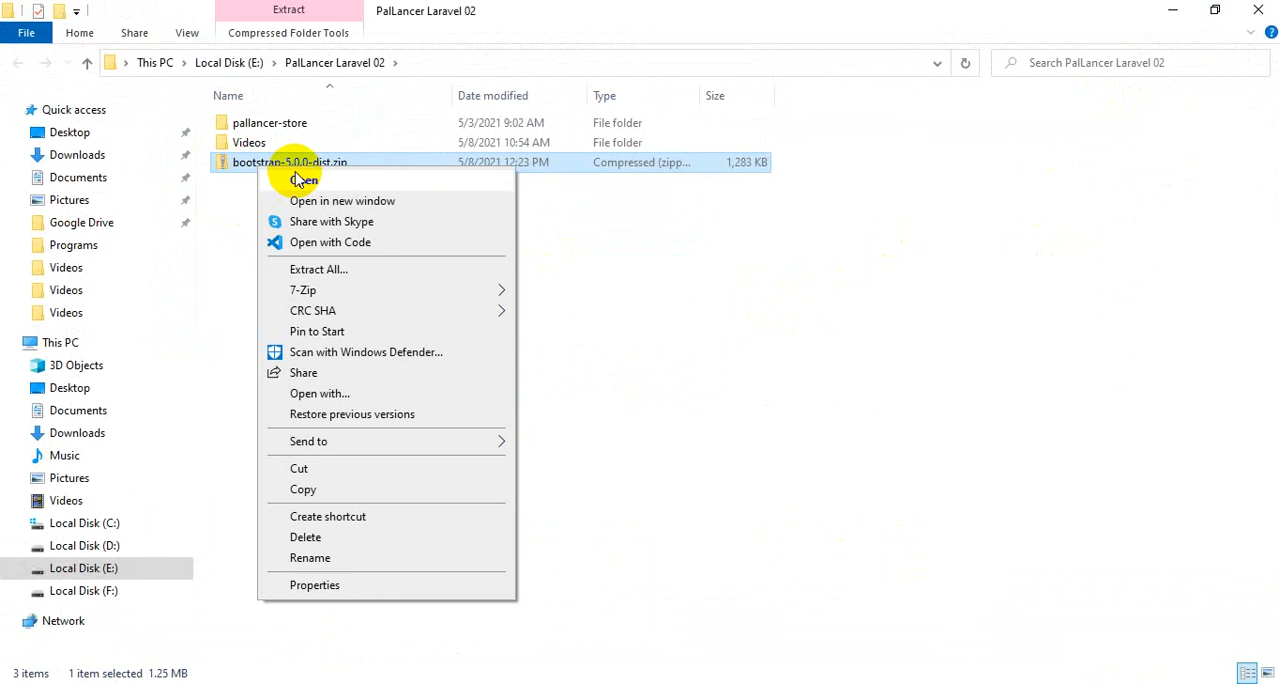 Extract
PalLancer Laravel 02
File
Home
Share
View
Compressed Folder Tools
This PC
Local Disk (E:)
PalLancer Laravel 02
Search PalLancer Laravel 02
Name
Date modified
Type
Size
pallancer-store
5/3/2021 9:02 AM
File folder
Videos
5/8/2021 10:54 AM
File folder
bootstrap-5.0.0-dist.zip
5/8/2021 12:23 PM
Compressed (zipp...
1,283 KB
Quick access
Desktop
Downloads
Documents
Pictures
Google Drive
Programs
Videos
Videos
Videos
This PC
3D Objects
Desktop
Documents
Downloads
Music
Pictures
Videos
Local Disk (C:)
Local Disk (D:)
Local Disk (E:)
Local Disk (F:)
Network
Open
Open in new window
Share with Skype
Open with Code
Extract All...
7-Zip
CRC SHA
Pin to Start
Scan with Windows Defender...
Share
Open with...
Restore previous versions
Send to
Cut
Copy
Create shortcut
Delete
Rename
Properties
3 items
1 item selected 1.25 MB